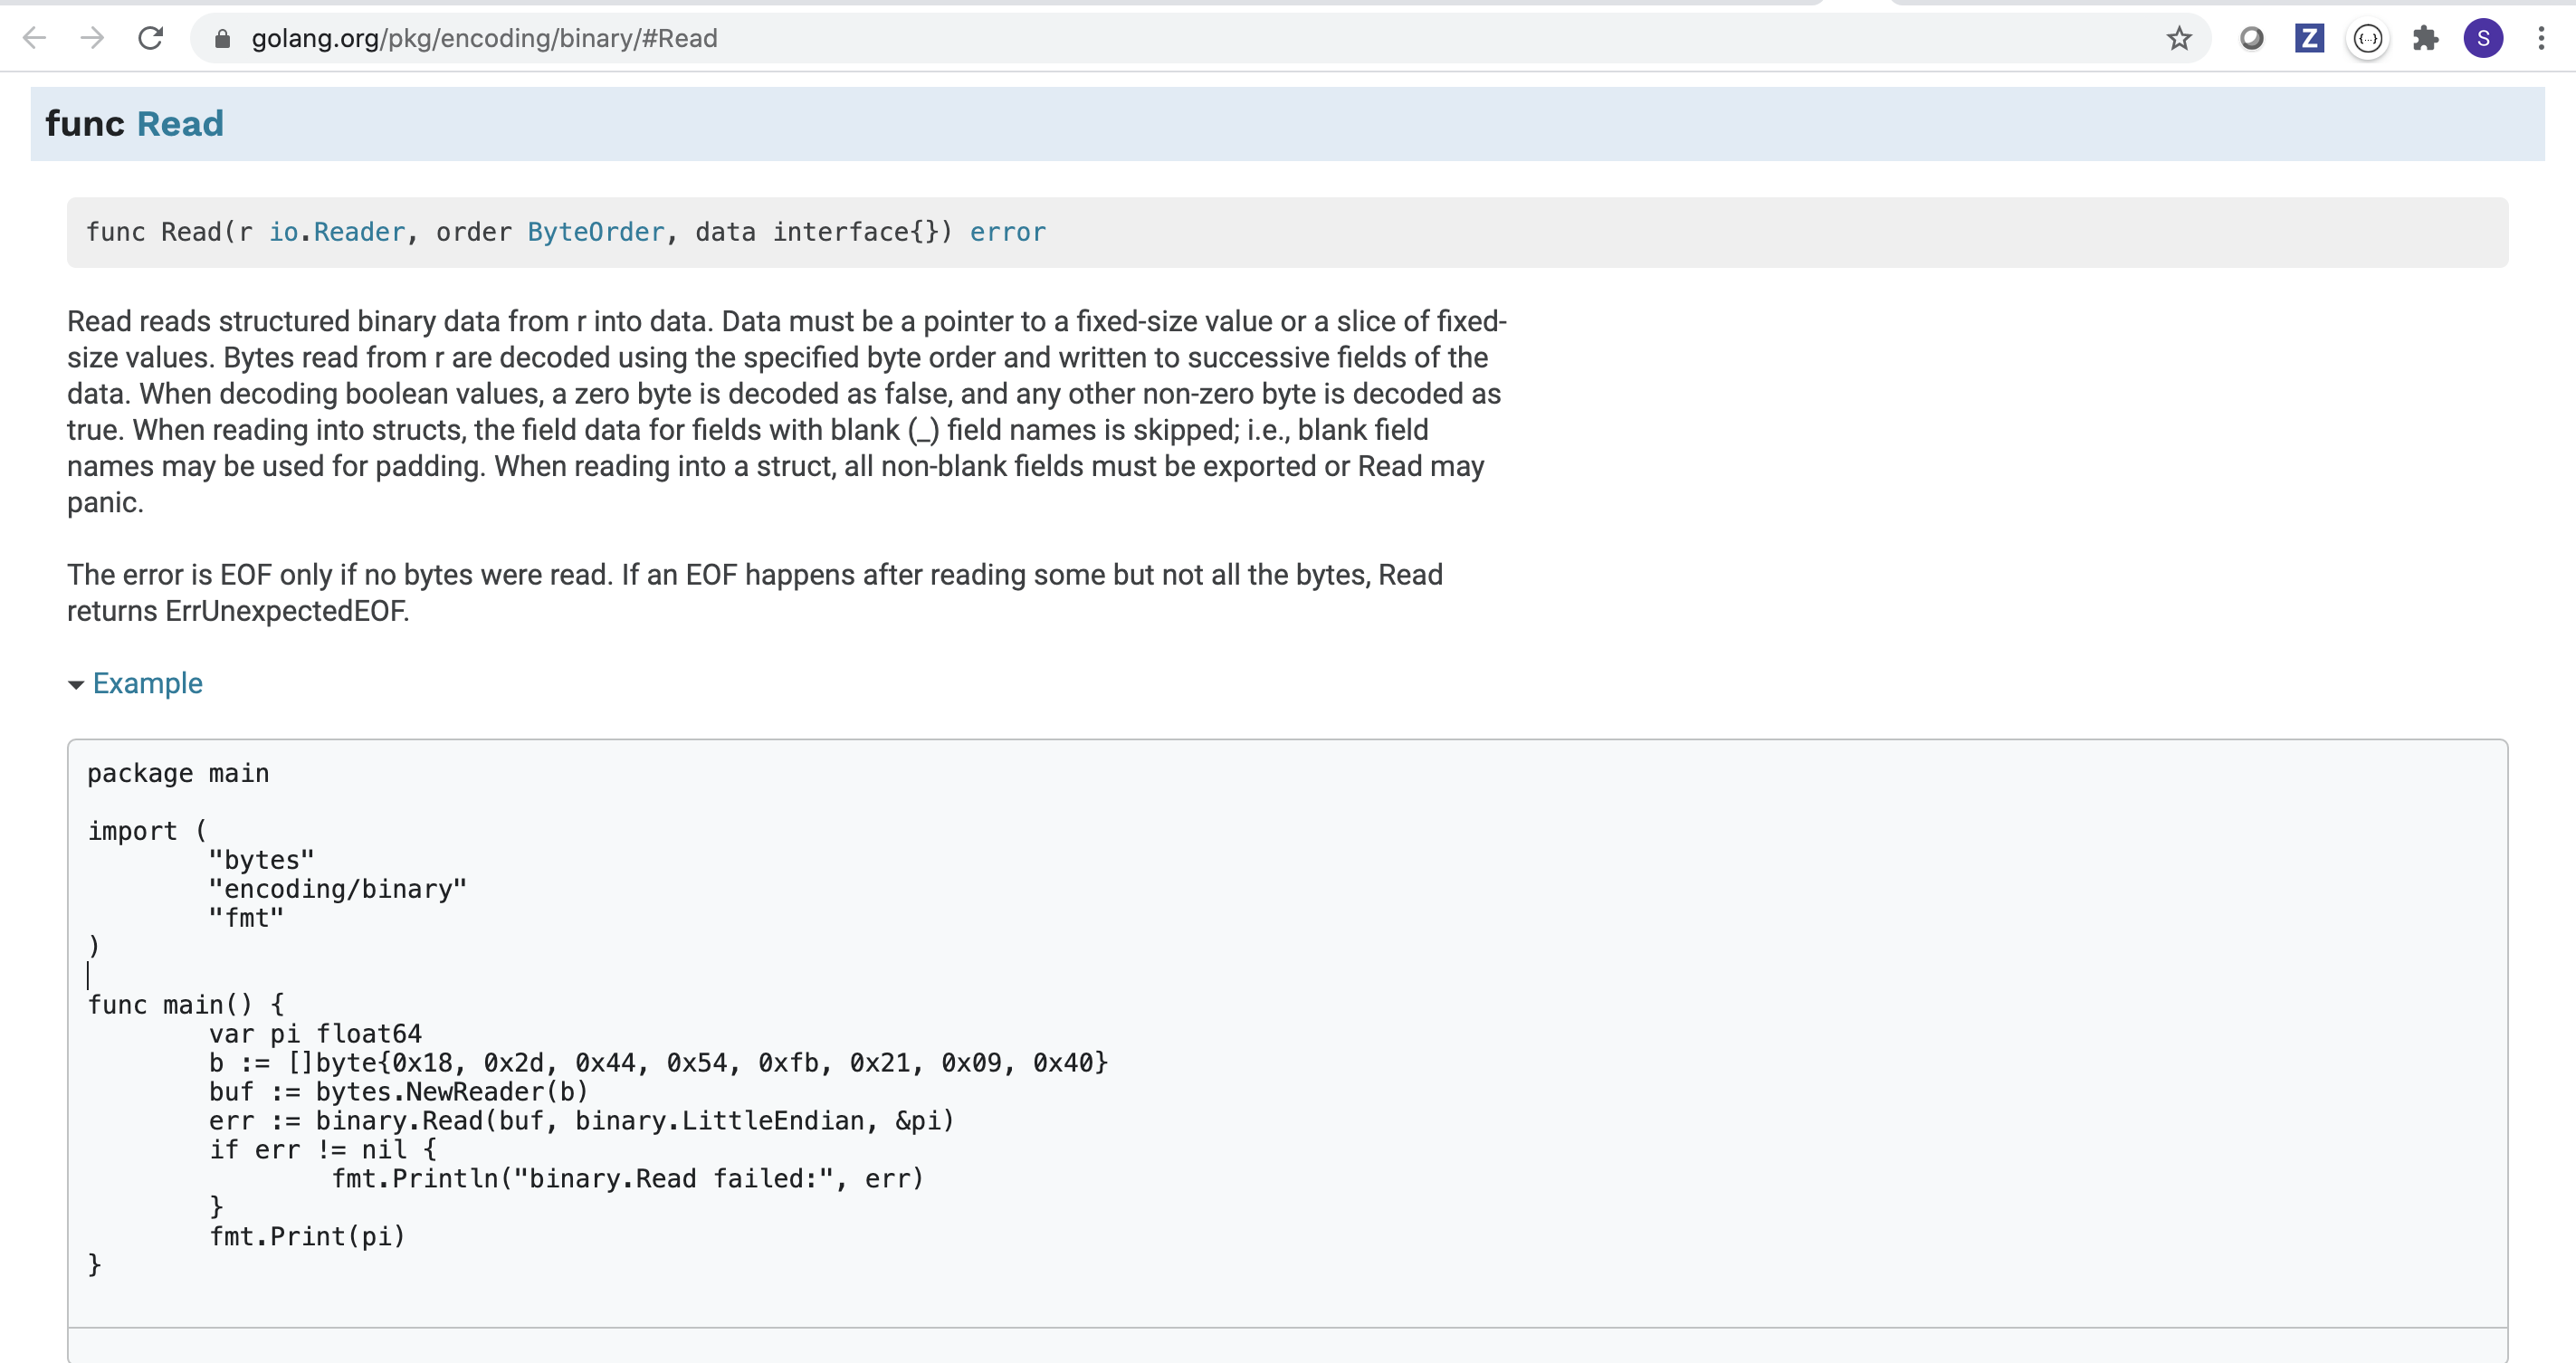 golang.org/pkg/encoding/binary/#Read
Z
{...}
S
func Read
func Read(r io.Reader, order ByteOrder, data interface{}) error
Read reads structured binary data from r into data. Data must be a pointer to a fixed-size value or a slice of fixed-
size values. Bytes read from r are decoded using the specified byte order and written to successive fields of the
data. When decoding boolean values, a zero byte is decoded as false, and any other non-zero byte is decoded as
true. When reading into structs, the field data for fields with blank (_) field names is skipped; i.e., blank field
names may be used for padding. When reading into a struct, all non-blank fields must be exported or Read may
panic.
The error is EOF only if no bytes were read. If an EOF happens after reading some but not all the bytes, Read
returns ErrUnexpectedEOF.
Example
package main
import (
"bytes"
"encoding/binary"
"fmt"
)
func main() {
var pi float64
b := []byte{0x18, 0x2d, 0x44, 0x54, 0xfb, 0x21, 0x09, 0x40}
buf := bytes.NewReader(b)
err := binary.Read(buf, binary.LittleEndian, &pi)
if err != nil {
fmt.Println("binary.Read failed:", err)
}
fmt.Print(pi)
}